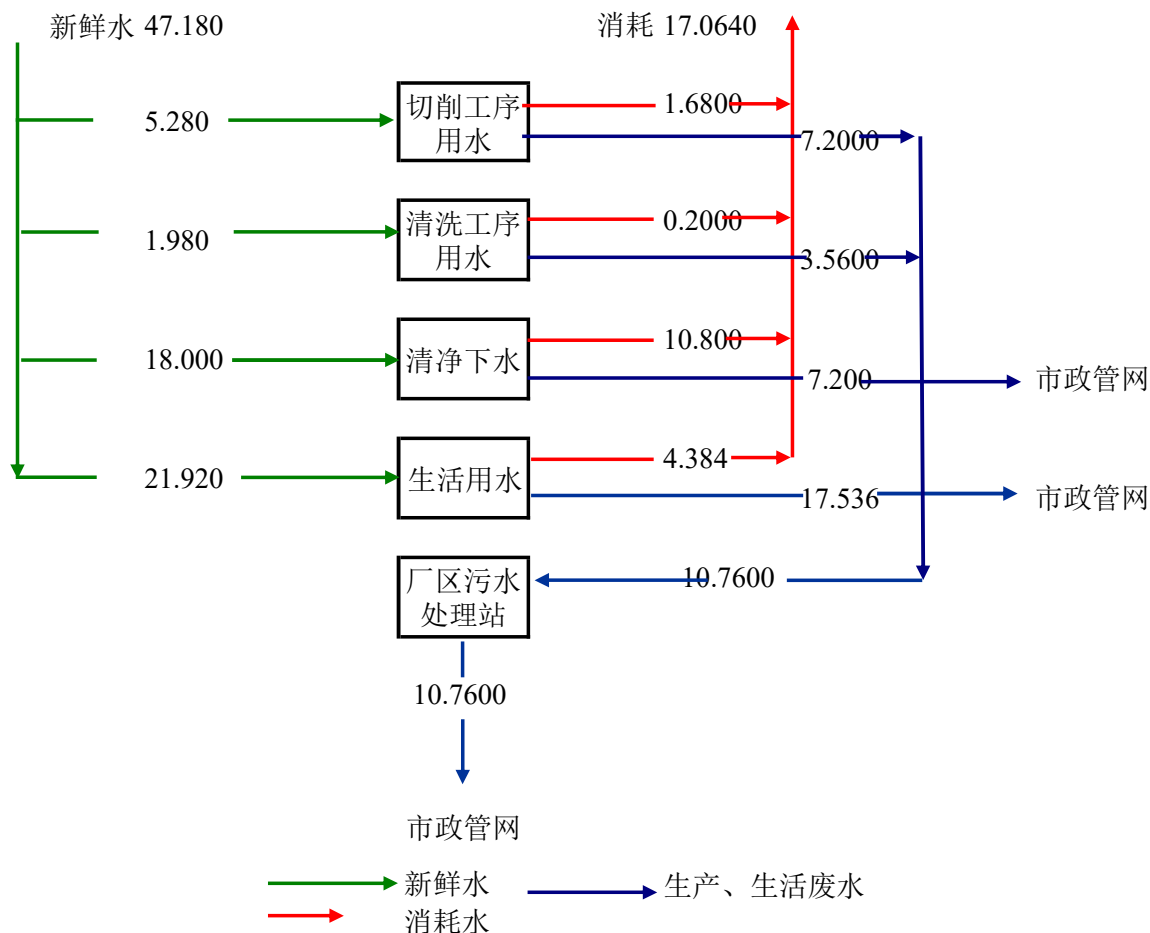 新鲜水 47.180
消耗 17.0640
5.280
切削工序
用水
1.6800
7.2000
1.980
清洗工序
用水
0.2000
3.5600
18.000
清净下水
10.800
7.200
市政管网
21.920
生活用水
4.384
17.536
市政管网
厂区污水
处理站
10.7600
10.7600
市政管网
新鲜水
生产、生活废水
消耗水